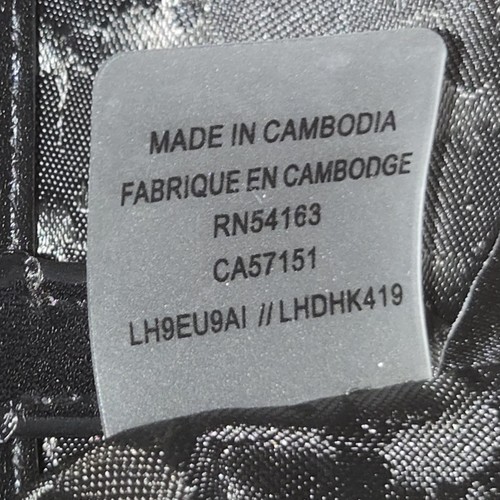 MADE IN CAMBODIA
FABRIQUE EN CAMBODGE
RN54163
CA57151
LH9EU9AI // LHDHK419